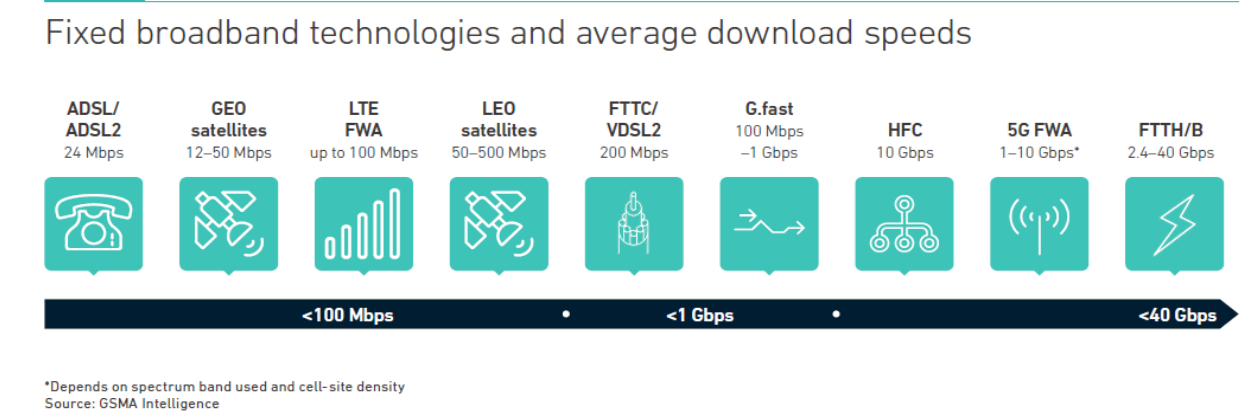 Fixed broadband technologies and average download speeds
ADSL/
ADSL2
24 Mbps
GEO
satellites
12–50 Mbps
LTE
FWA
up to 100 Mbps
LEO
satellites
50–500 Mbps
FTTC/
VDSL2
200 Mbps
G.fast
100 Mbps
–1 Gbps
HFC
10 Gbps
5G FWA
1–10 Gbps*
FTTH/B
2.4–40 Gbps
<100 Mbps • <1 Gbps • <40 Gbps
*Depends on spectrum band used and cell-site density
Source: GSMA Intelligence